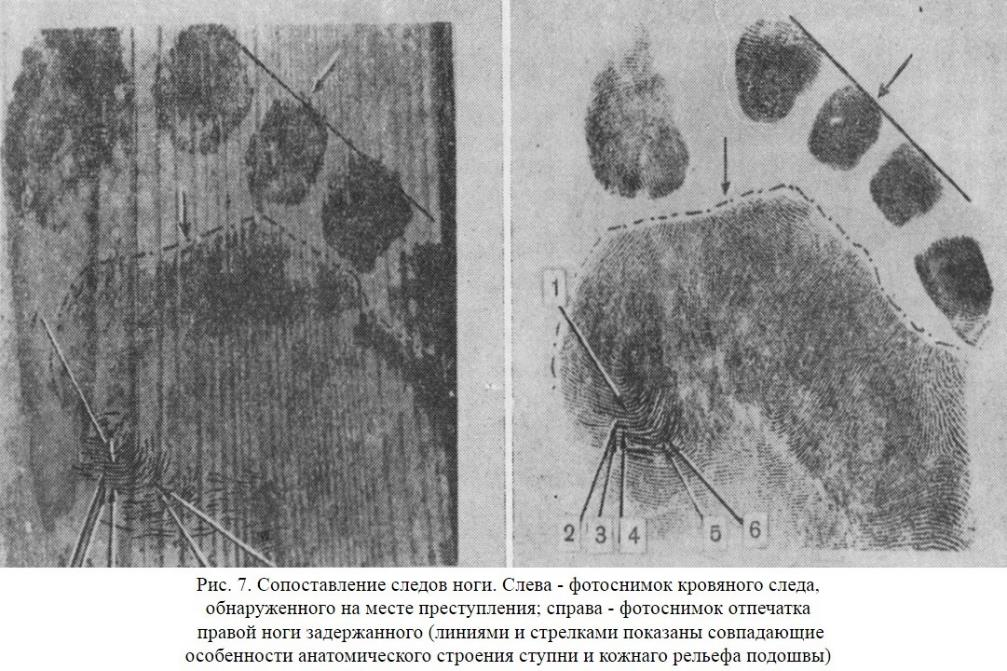 1
2 3 4 5 6
Рис. 7. Сопоставление следов ноги. Слева - фотоснимок кровяного следа,
обнаруженного на месте преступления; справа - фотоснимок отпечатка
правой ноги задержанного (линиями и стрелками показаны совпадающие
особенности анатомического строения ступни и кожнаго рельефа подошвы)